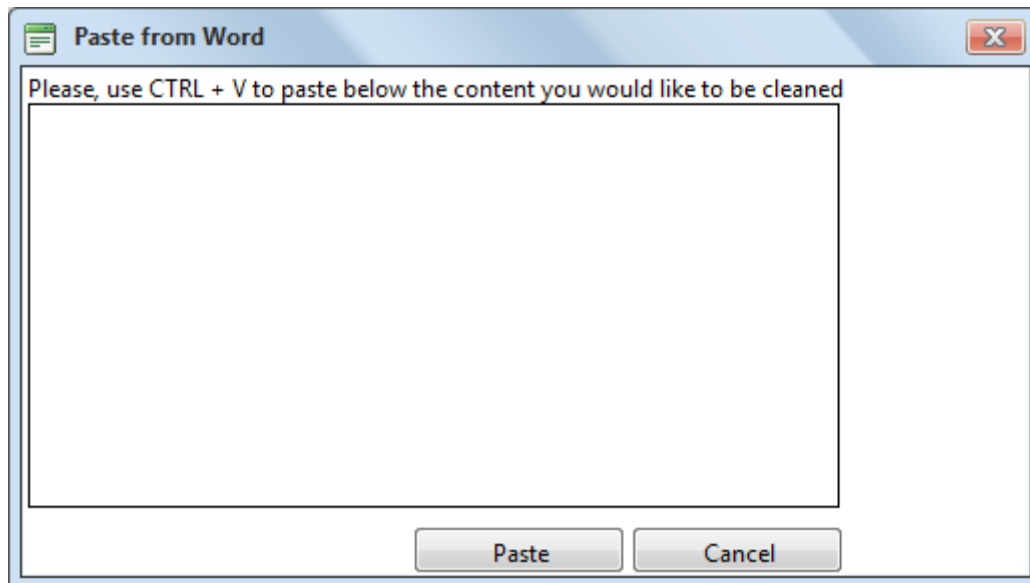 Paste from Word
Please, use CTRL + V to paste below the content you would like to be cleaned
Paste Cancel